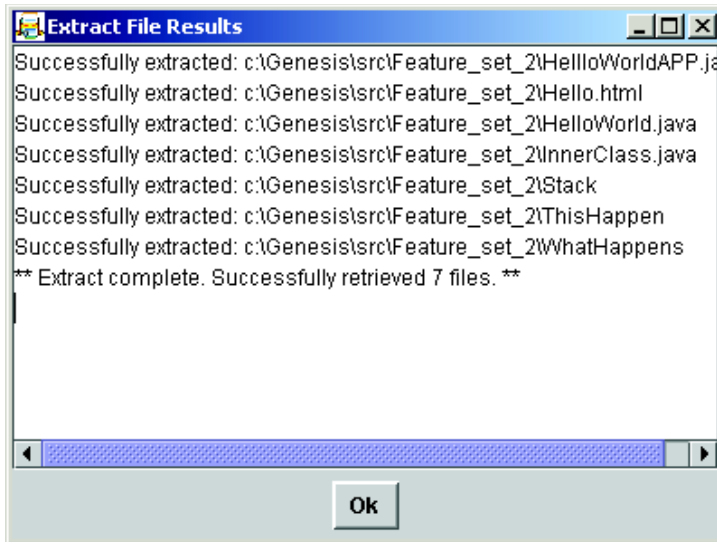 Extract File Results
Successfully extracted: c:\Genesis\src\Feature_set_2\HellloWorldAPP.ja
Successfully extracted: c:\Genesis\src\Feature_set_2\Hello.html
Successfully extracted: c:\Genesis\src\Feature_set_2\HelloWorld.java
Successfully extracted: c:\Genesis\src\Feature_set_2\InnerClass.java
Successfully extracted: c:\Genesis\src\Feature_set_2\Stack
Successfully extracted: c:\Genesis\src\Feature_set_2\ThisHappen
Successfully extracted: c:\Genesis\src\Feature_set_2\WhatHappens
** Extract complete. Successfully retrieved 7 files. **
Ok